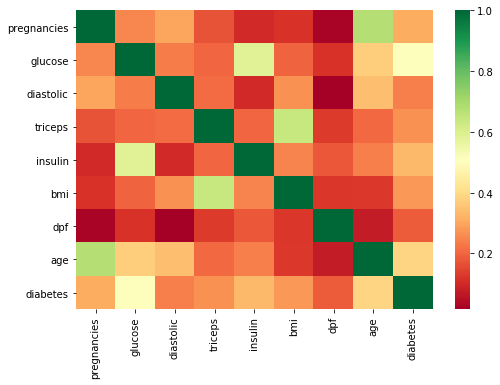 pregnancies
glucose
diastolic
triceps
insulin
bmi
dpf
age
diabetes
pregnancies
glucose
diastolic
triceps
insulin
bmi
dpf
age
diabetes
1.0
0.8
0.6
0.4
0.2